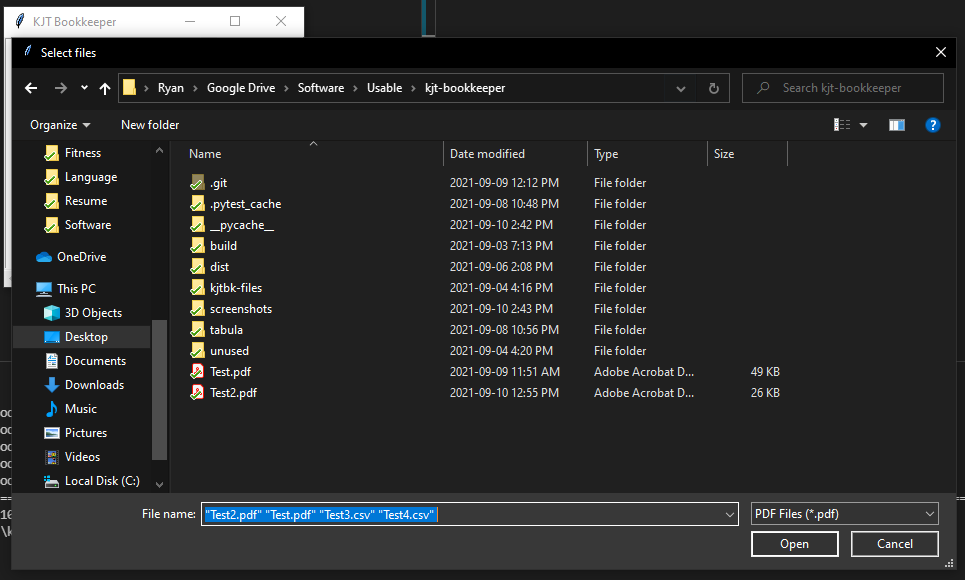 KJT Bookkeeper
Select files
Ryan > Google Drive > Software > Usable > kjt-bookkeeper
Search kjt-bookkeeper
Organize New folder
Fitness
Language
Resume
Software
OneDrive
This PC
3D Objects
Desktop
Documents
Downloads
Music
Pictures
Videos
Local Disk (C:)
Name Date modified Type Size
.git 2021-09-09 12:12 PM File folder
.pytest_cache 2021-09-08 10:48 PM File folder
__pycache__ 2021-09-10 2:42 PM File folder
build 2021-09-03 7:13 PM File folder
dist 2021-09-06 2:08 PM File folder
kjtbk-files 2021-09-04 4:16 PM File folder
screenshots 2021-09-10 2:43 PM File folder
tabula 2021-09-08 10:56 PM File folder
unused 2021-09-04 4:20 PM File folder
Test.pdf 2021-09-09 11:51 AM Adobe Acrobat D... 49 KB
Test2.pdf 2021-09-10 12:55 PM Adobe Acrobat D... 26 KB
File name: "Test2.pdf" "Test.pdf" "Test3.csv" "Test4.csv" PDF Files (*.pdf)
Open Cancel